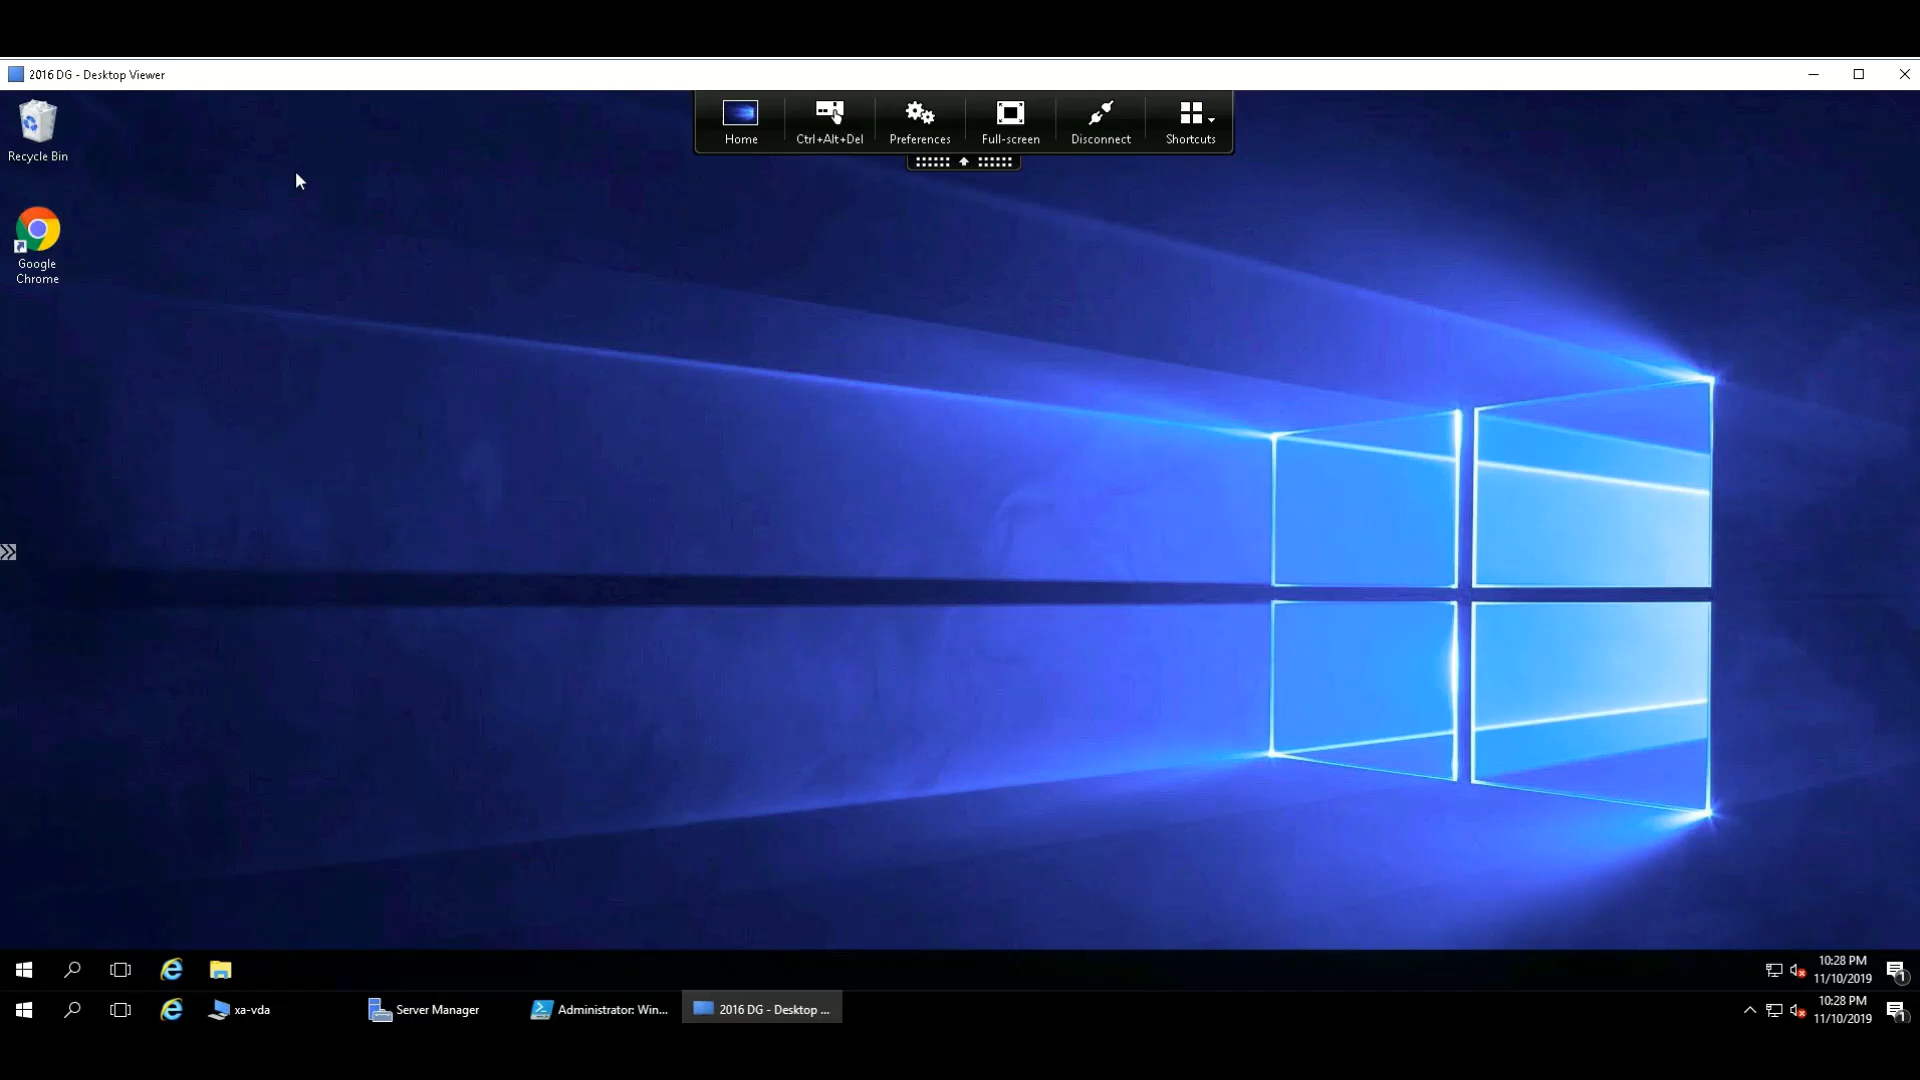 2016 DG - Desktop Viewer
Home
Ctrl+Alt+Del
Preferences
Full-screen
Disconnect
Shortcuts
Recycle Bin
Google
Chrome
10:28 PM
11/10/2019
1
xa-vda
Server Manager
Administrator: Win...
2016 DG - Desktop ...
10:28 PM
11/10/2019
1